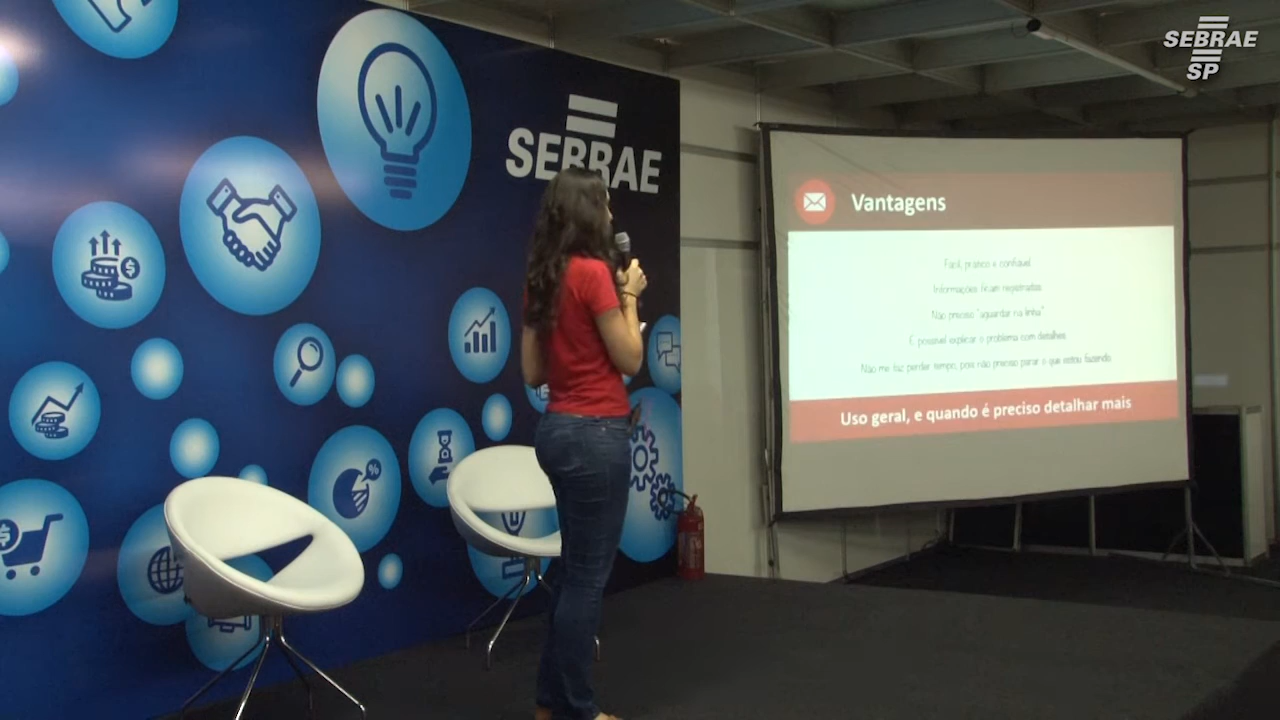 SEBRAE
SP
SEBRAE
Vantagens
Fácil, prático e confiável
Informações ficam registradas
Não preciso "aguardar na linha"
É possível explicar o problema com detalhes
Não me faz perder tempo, pois não preciso parar o que estou fazendo
Uso geral, e quando é preciso detalhar mais